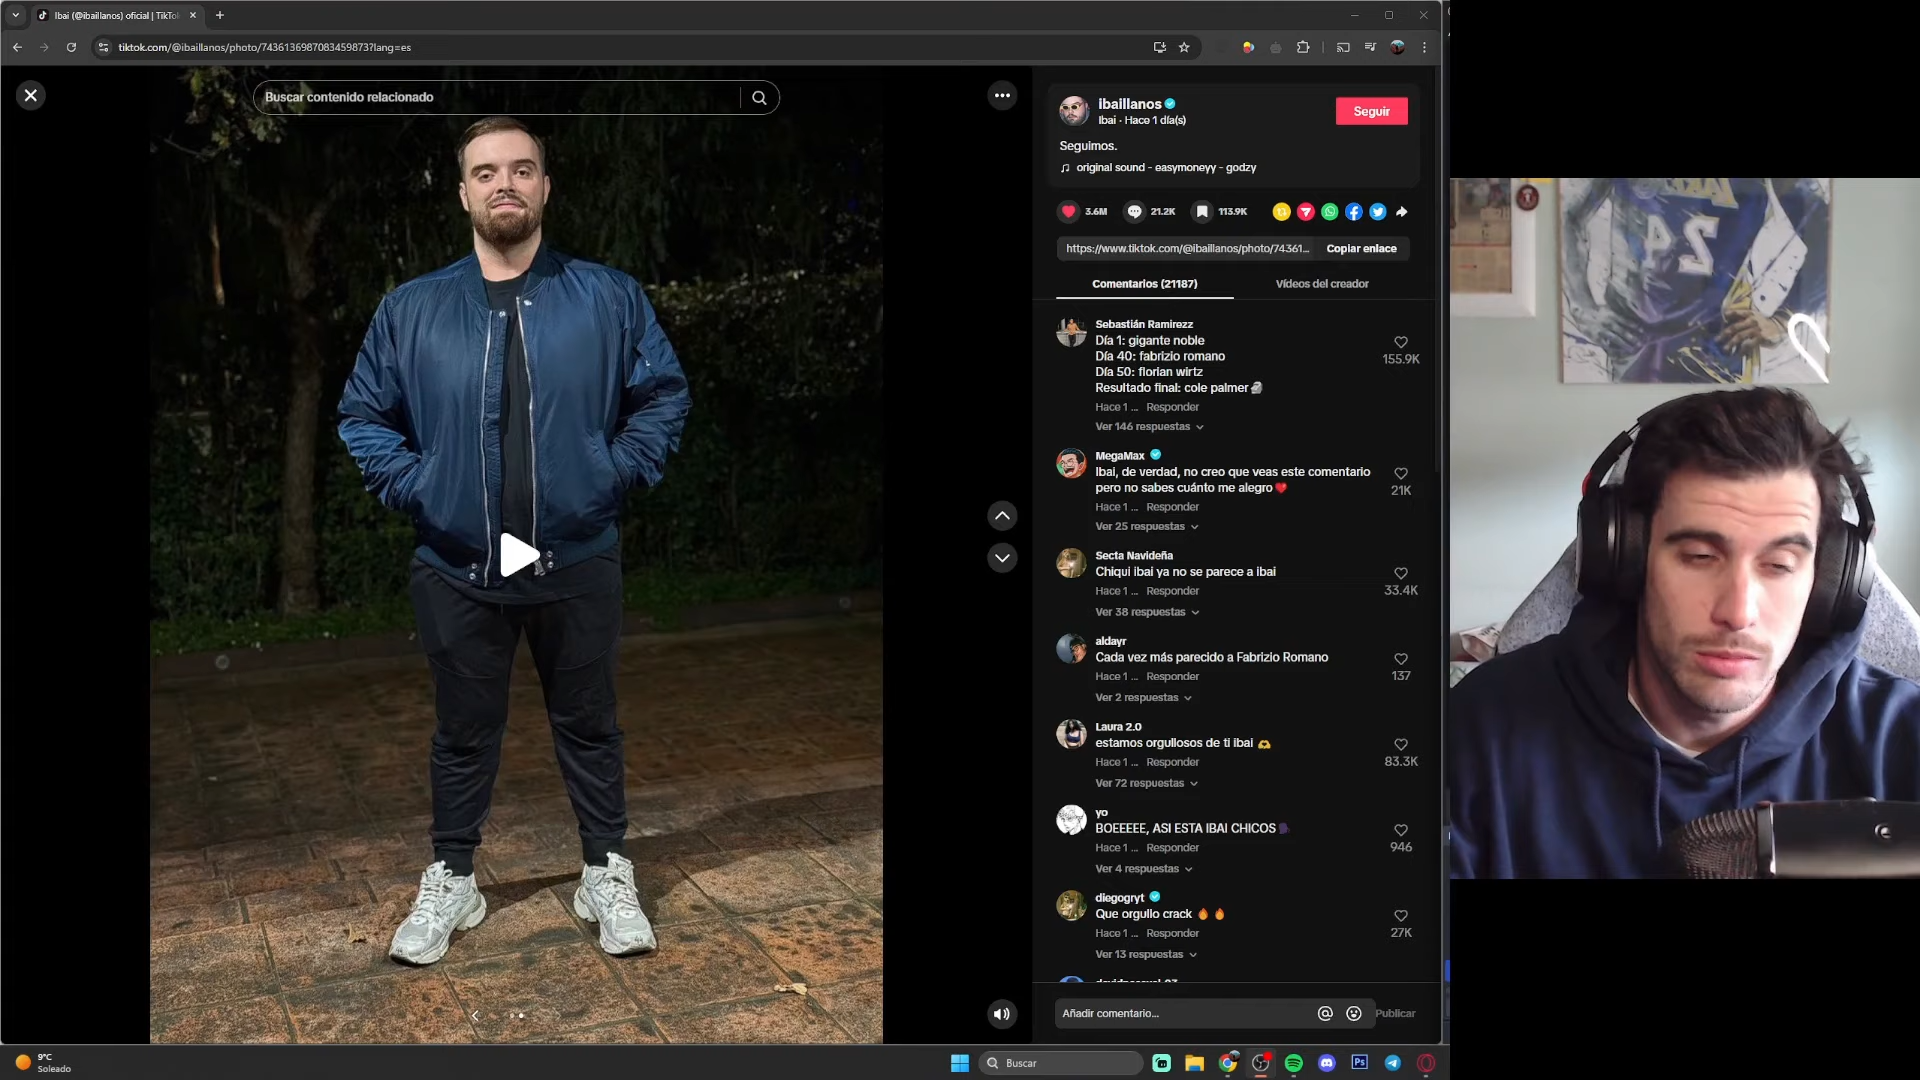 Ibai (@ibaillanos) oficial | TikTok
tiktok.com/@ibaillanos/photo/7436136987083459873?lang=es
Buscar contenido relacionado
ibaillanos
Ibai · Hace 1 día(s)
Seguir
Seguimos.
original sound - easymoneyy - godzy
3.6M
21.2K
113.9K
https://www.tiktok.com/@ibaillanos/photo/74361...
Copiar enlace
Comentarios (21187)
Vídeos del creador
Sebastián Ramirezz
Día 1: gigante noble
Día 40: fabrizio romano
Día 50: florian wirtz
Resultado final: cole palmer🗿
155.9K
Hace 1 ... Responder
Ver 146 respuestas
MegaMax
Ibai, de verdad, no creo que veas este comentario
pero no sabes cuánto me alegro❤️
21K
Hace 1 ... Responder
Ver 25 respuestas
Secta Navideña
Chiqui ibai ya no se parece a ibai
33.4K
Hace 1 ... Responder
Ver 38 respuestas
aldayr
Cada vez más parecido a Fabrizio Romano
137
Hace 1 ... Responder
Ver 2 respuestas
Laura 2.0
estamos orgullosos de ti ibai 🫶
83.3K
Hace 1 ... Responder
Ver 72 respuestas
yo
BOEEEEE, ASI ESTA IBAI CHICOS
946
Hace 1 ... Responder
Ver 4 respuestas
diegogryt
Que orgullo crack 🔥 🔥
27K
Hace 1 ... Responder
Ver 13 respuestas
Añadir comentario...
Publicar
9°C
Soleado
Buscar
Ps
24